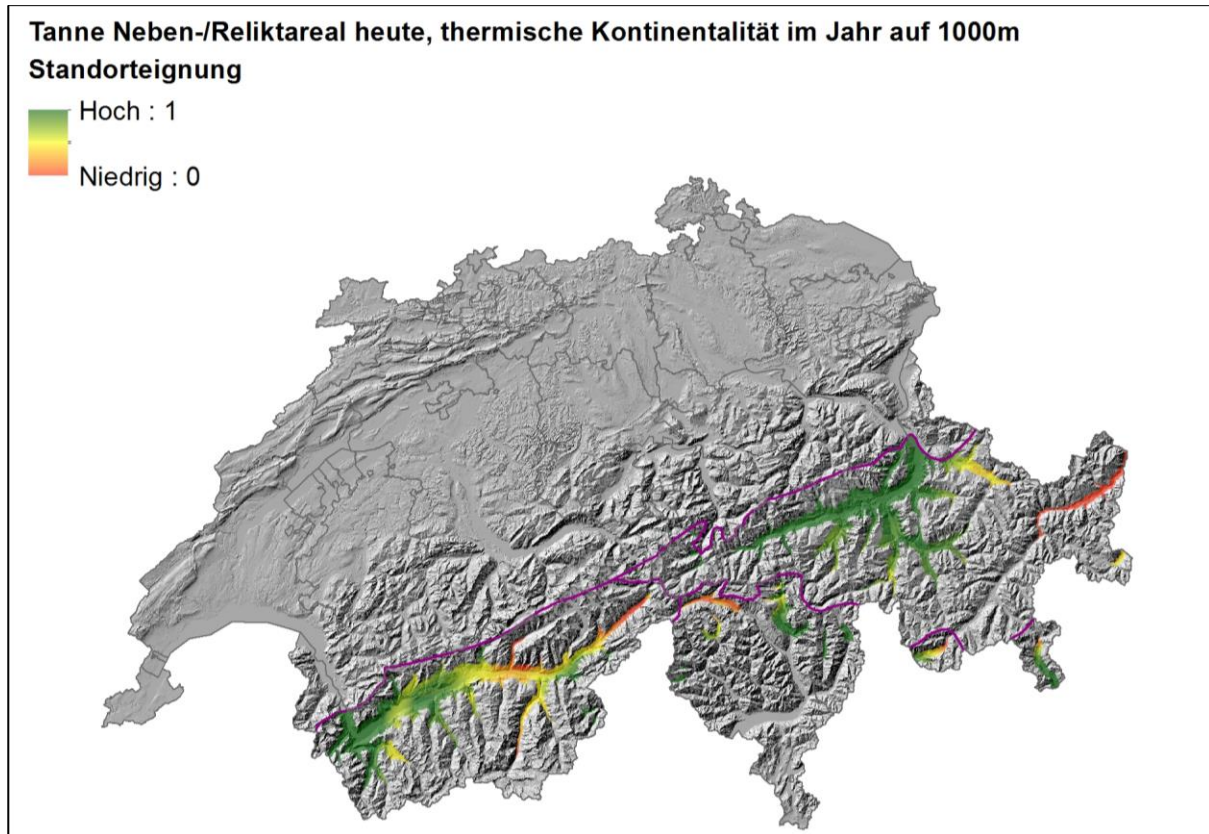 Tanne Neben-/Reliktareal heute, thermische Kontinentalität im Jahr auf 1000m
Standorteignung
Hoch : 1
Niedrig : 0